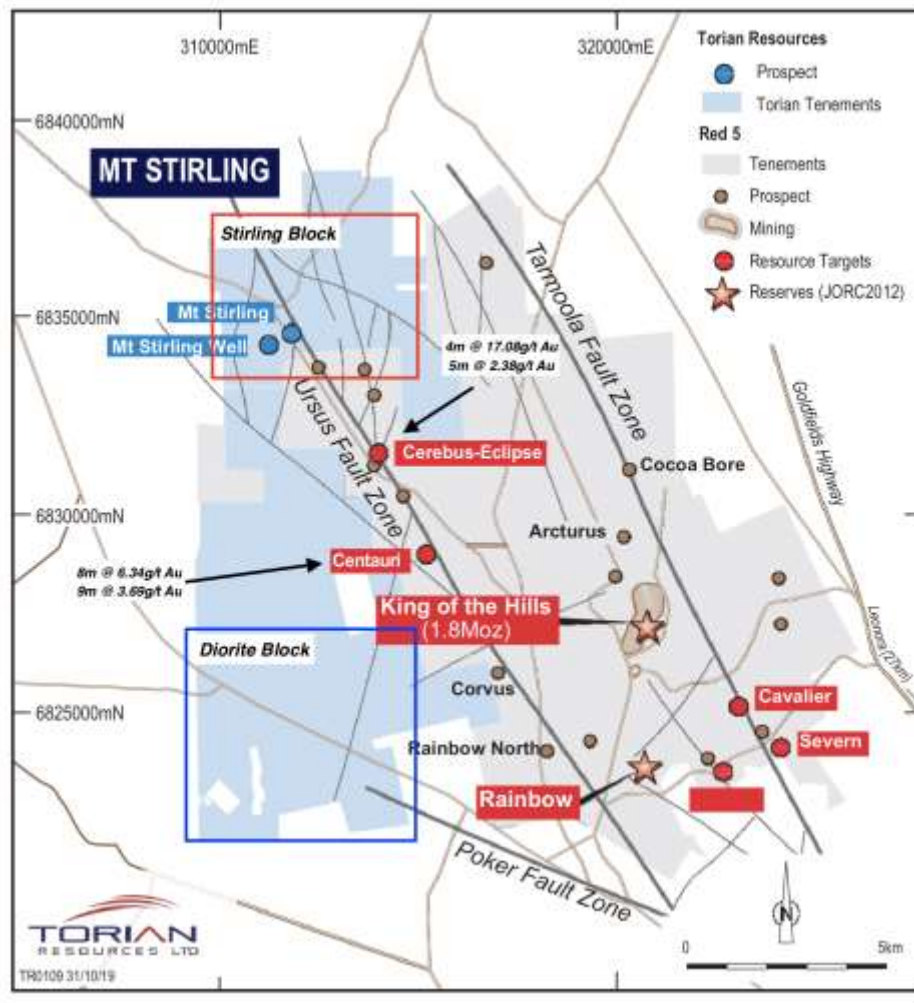 310000mE
320000mE
6840000mN
6835000mN
6830000mN
6825000mN
Torian Resources
Prospect
Torian Tenements
Red 5
Tenements
Prospect
Mining
Resource Targets
Reserves (JORC2012)
MT STIRLING
Stirling Block
Mt Stirling
Mt Stirling Well
4m @ 17.08g/t Au
5m @ 2.38g/t Au
Tarmoola Fault Zone
Ursus Fault Zone
Goldfields Highway
Cerebus-Eclipse
Cocoa Bore
Arcturus
Centauri
8m @ 6.34g/t Au
9m @ 3.69g/t Au
King of the Hills
(1.8Moz)
Leonora (27km)
Diorite Block
Corvus
Cavalier
Rainbow North
Severn
Rainbow
Poker Fault Zone
N
TORIAN
RESOURCES LTD
TR0109 31/10/19
0
5km